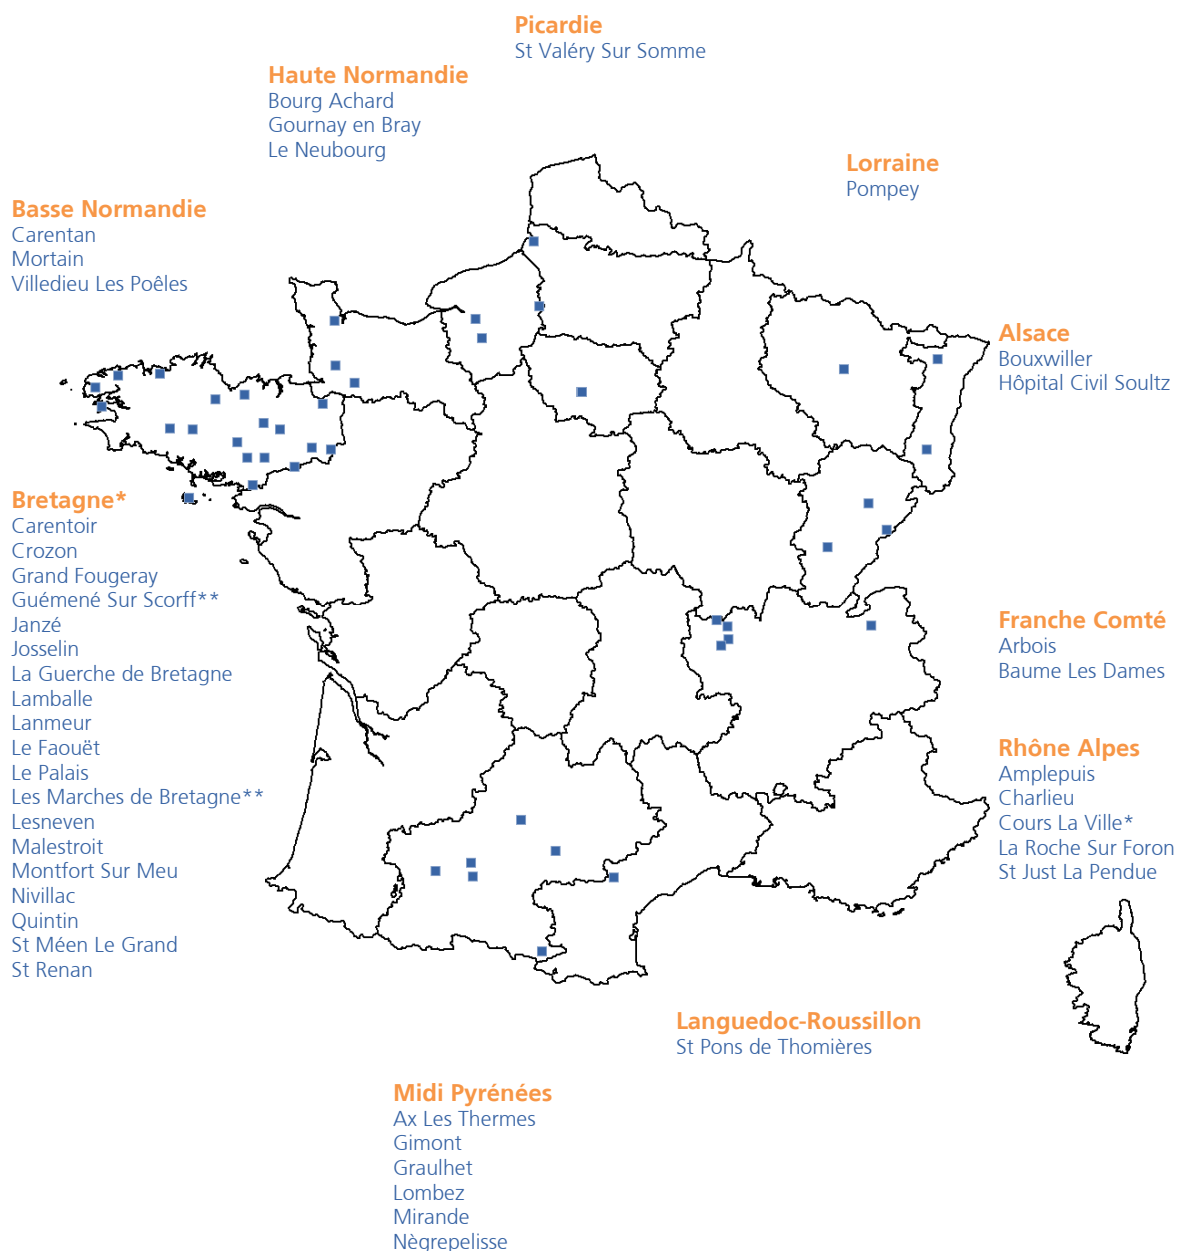 Picardie
St Valéry Sur Somme
Haute Normandie
Bourg Achard
Gournay en Bray
Le Neubourg
Lorraine
Pompey
Basse Normandie
Carentan
Mortain
Villedieu Les Poêles
Alsace
Bouxwiller
Hôpital Civil Soultz
Bretagne*
Carentoir
Crozon
Grand Fougeray
Guémené Sur Scorff**
Janzé
Josselin
La Guerche de Bretagne
Lamballe
Lanmeur
Le Faouët
Le Palais
Les Marches de Bretagne**
Lesneven
Malestroit
Montfort Sur Meu
Nivillac
Quintin
St Méen Le Grand
St Renan
Franche Comté
Arbois
Baume Les Dames
Rhône Alpes
Amplepuis
Charlieu
Cours La Ville*
La Roche Sur Foron
St Just La Pendue
Languedoc-Roussillon
St Pons de Thomières
Midi Pyrénées
Ax Les Thermes
Gimont
Graulhet
Lombez
Mirande
Nègrepelisse